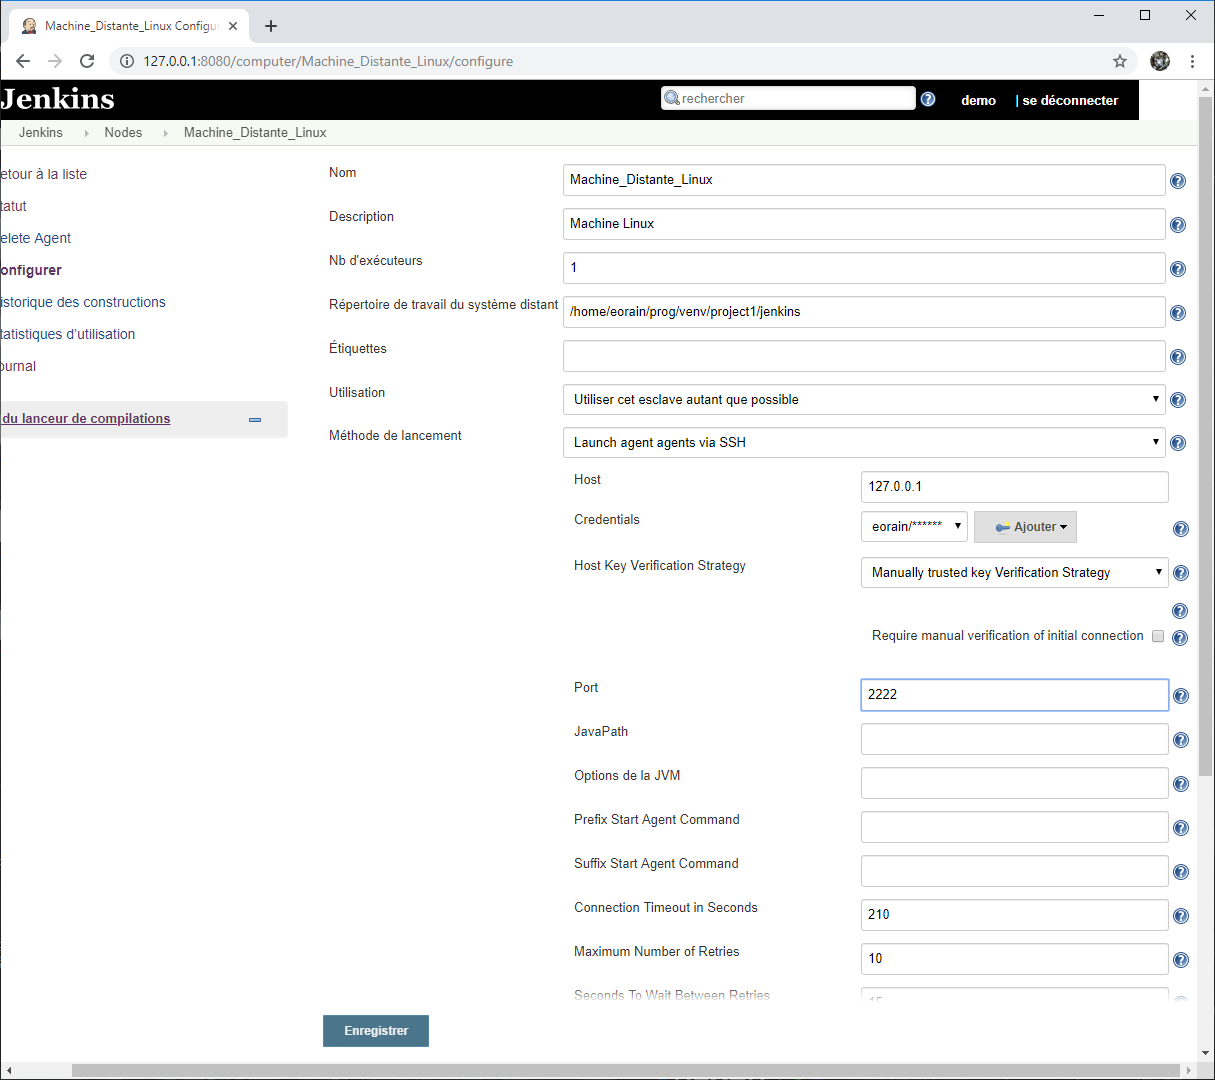 Machine_Distante_Linux Configur
127.0.0.1:8080/computer/Machine_Distante_Linux/configure
Jenkins
rechercher
demo
| se déconnecter
Jenkins
Nodes
Machine_Distante_Linux
etour à la liste
tatut
elete Agent
onfigurer
istorique des constructions
tatistiques d'utilisation
ournal
du lanceur de compilations
Nom
Machine_Distante_Linux
Description
Machine Linux
Nb d'exécuteurs
1
Répertoire de travail du système distant
/home/eorain/prog/venv/project1/jenkins
Étiquettes
Utilisation
Utiliser cet esclave autant que possible
Méthode de lancement
Launch agent agents via SSH
Host
127.0.0.1
Credentials
eorain/******
Ajouter
Host Key Verification Strategy
Manually trusted key Verification Strategy
Require manual verification of initial connection
Port
2222
JavaPath
Options de la JVM
Prefix Start Agent Command
Suffix Start Agent Command
Connection Timeout in Seconds
210
Maximum Number of Retries
10
Seconds To Wait Between Retries
15
Enregistrer